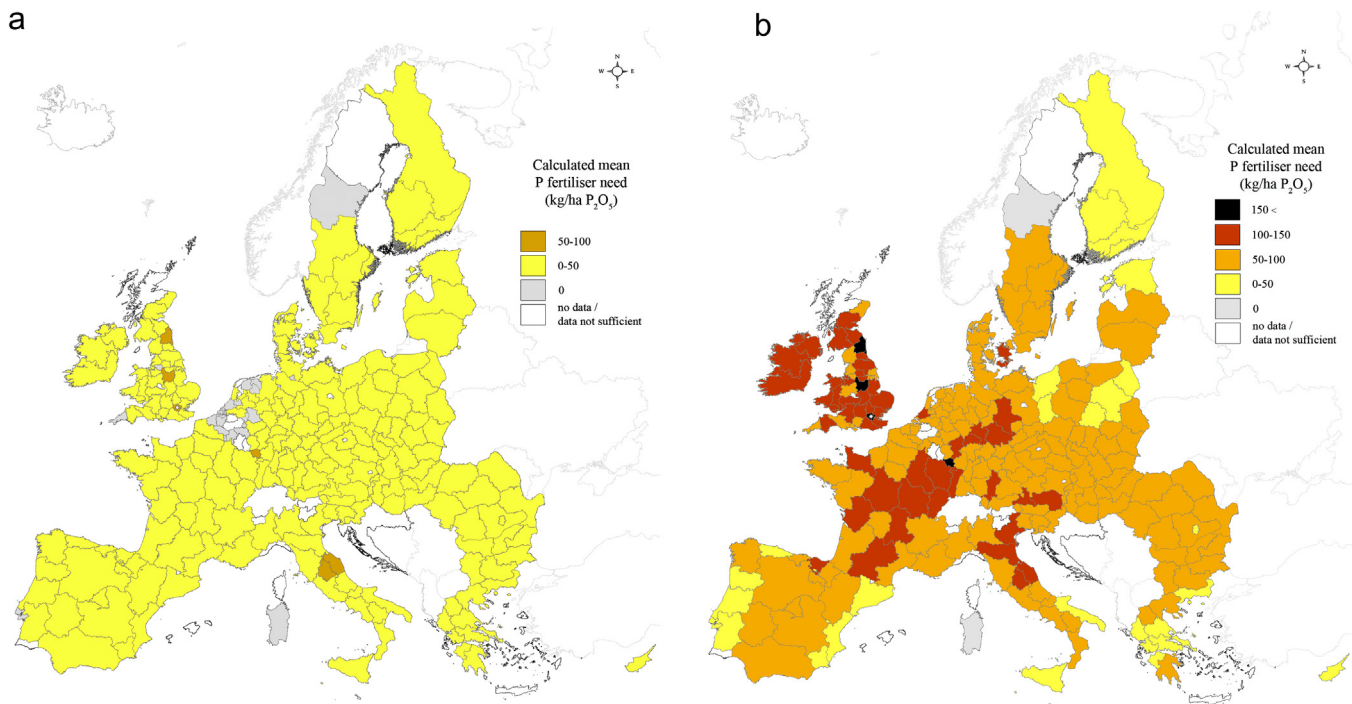 a
N
W E
S
Calculated mean
P fertiliser need
(kg/ha P₂O₅)
50-100
0-50
0
no data /
data not sufficient
b
N
W E
S
Calculated mean
P fertiliser need
(kg/ha P₂O₅)
150 <
100-150
50-100
0-50
0
no data /
data not sufficient